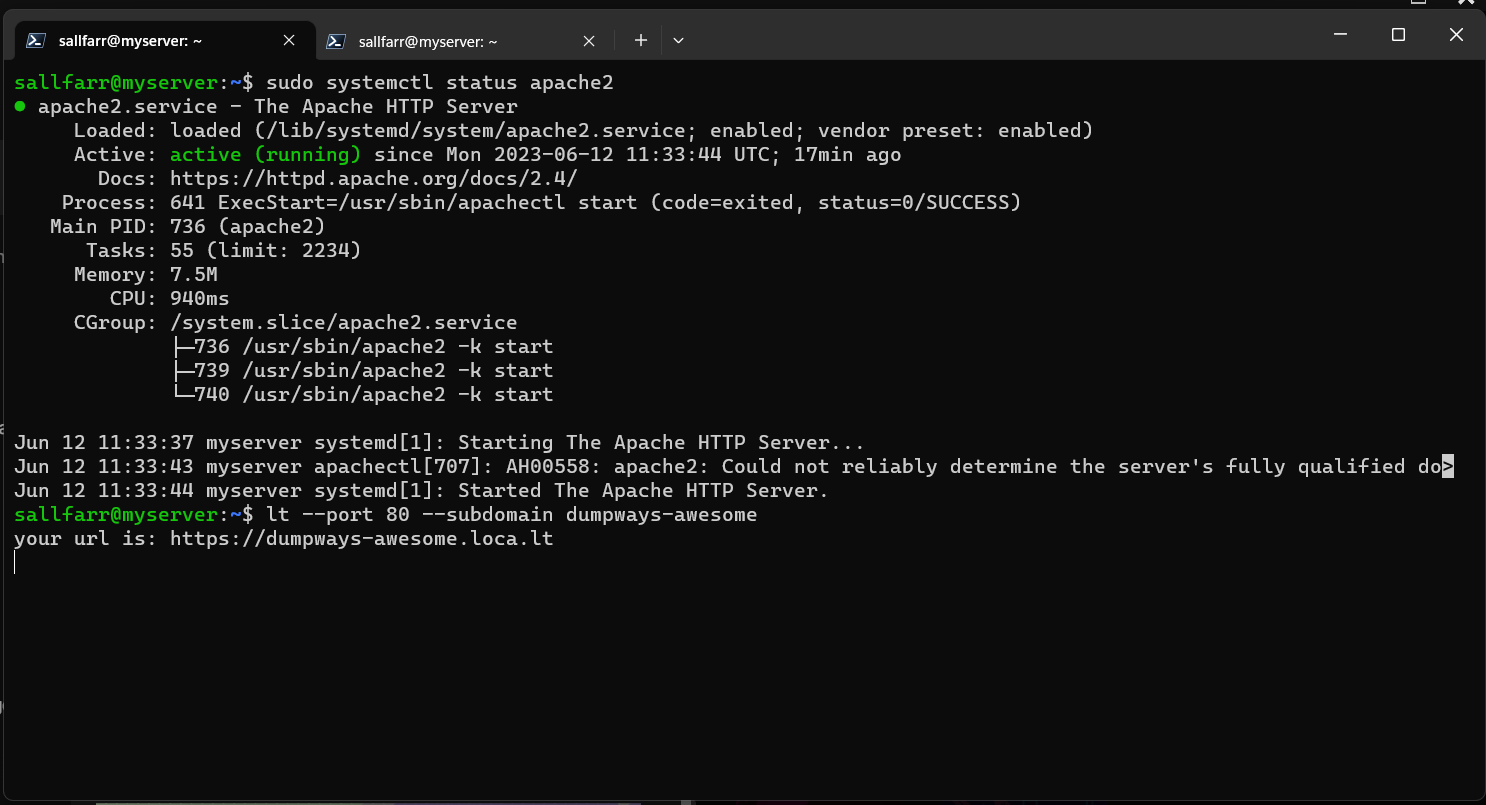 sallfarr@myserver: ~
sallfarr@myserver: ~
sallfarr@myserver:~$ sudo systemctl status apache2
● apache2.service - The Apache HTTP Server
     Loaded: loaded (/lib/systemd/system/apache2.service; enabled; vendor preset: enabled)
     Active: active (running) since Mon 2023-06-12 11:33:44 UTC; 17min ago
       Docs: https://httpd.apache.org/docs/2.4/
    Process: 641 ExecStart=/usr/sbin/apachectl start (code=exited, status=0/SUCCESS)
   Main PID: 736 (apache2)
      Tasks: 55 (limit: 2234)
     Memory: 7.5M
        CPU: 940ms
     CGroup: /system.slice/apache2.service
             ├─736 /usr/sbin/apache2 -k start
             ├─739 /usr/sbin/apache2 -k start
             └─740 /usr/sbin/apache2 -k start
Jun 12 11:33:37 myserver systemd[1]: Starting The Apache HTTP Server...
Jun 12 11:33:43 myserver apachectl[707]: AH00558: apache2: Could not reliably determine the server's fully qualified do>
Jun 12 11:33:44 myserver systemd[1]: Started The Apache HTTP Server.
sallfarr@myserver:~$ lt --port 80 --subdomain dumpways-awesome
your url is: https://dumpways-awesome.loca.lt